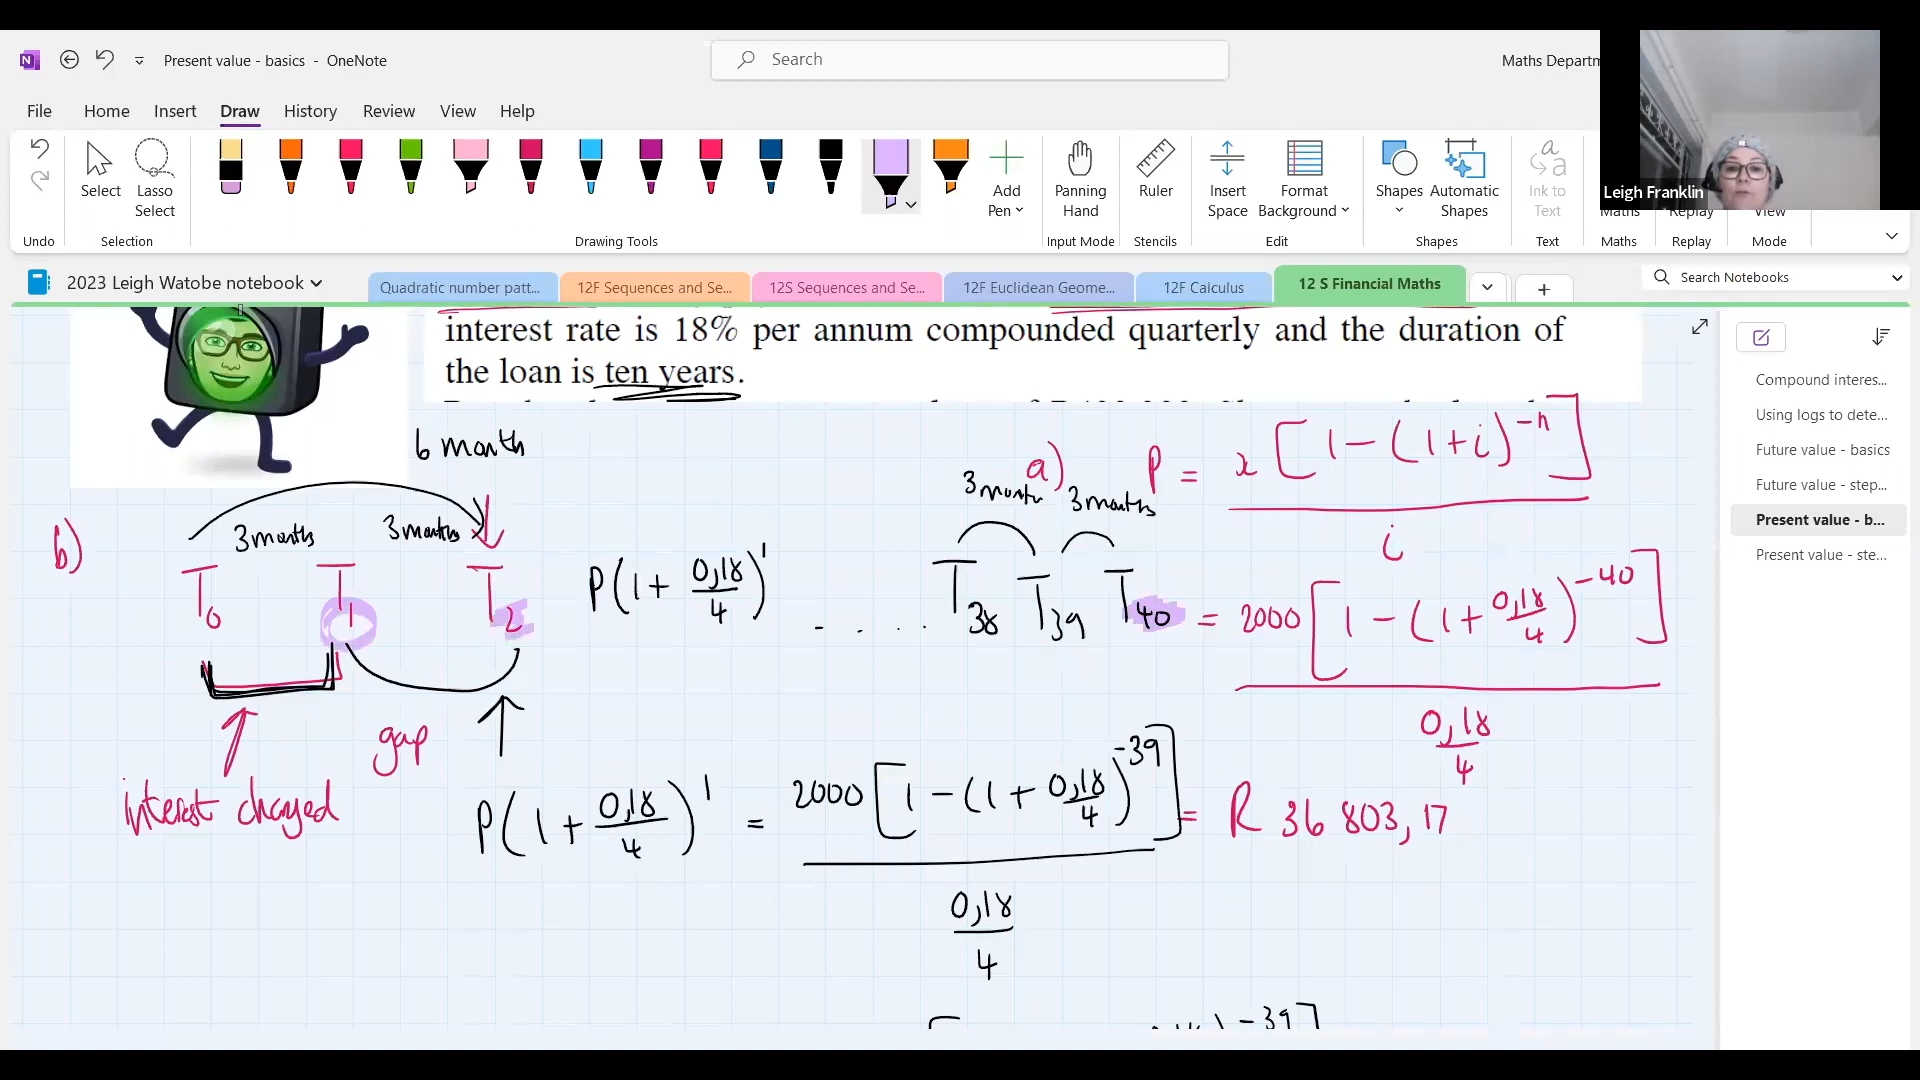 Present value - basics - OneNote
Search
Maths Departm
File Home Insert Draw History Review View Help
Select
Lasso Select
Add Pen
Panning Hand
Ruler
Insert Space
Format Background
Shapes
Automatic Shapes
Ink to Text
Maths
Replay
View
Undo
Selection
Drawing Tools
Input Mode
Stencils
Edit
Shapes
Text
Maths
Replay
Mode
Leigh Franklin
2023 Leigh Watobe notebook
Quadratic number patt...
12F Sequences and Se...
12S Sequences and Se...
12F Euclidean Geome...
12F Calculus
12 S Financial Maths
Search Notebooks
interest rate is 18% per annum compounded quarterly and the duration of
the loan is ten years.
6 month
a) P = x[1-(1+i)^-n]
i
3 month 3 months
b)
3months 3months
T0 T1 T2
P(1+ 0,18/4)^1
..... T38 T39 T40
= 2000[1-(1+0,18/4)^-40]
0,18/4
gap
interest charged
P(1+ 0,18/4)^1 = 2000[1-(1+0,18/4)^-39]
0,18/4
= R 36 803,17
)-39]
Compound interes...
Using logs to dete...
Future value - basics
Future value - step...
Present value - b...
Present value - ste...